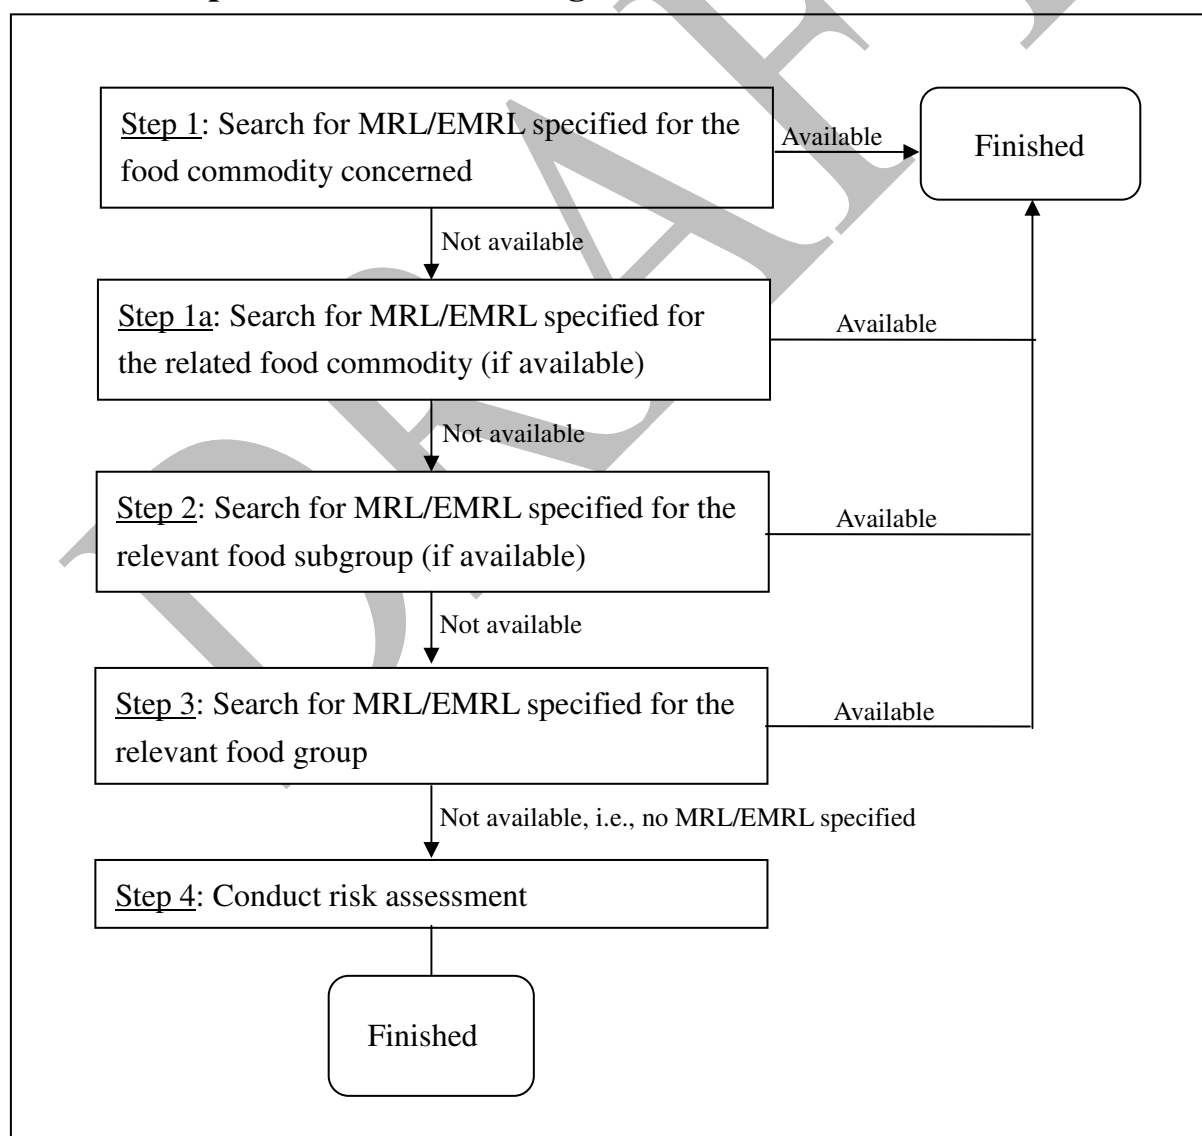 Step 1: Search for MRL/EMRL specified for the
food commodity concerned
Available
Finished
Not available
Step 1a: Search for MRL/EMRL specified for
the related food commodity (if available)
Available
Not available
Step 2: Search for MRL/EMRL specified for the
relevant food subgroup (if available)
Available
Not available
Step 3: Search for MRL/EMRL specified for the
relevant food group
Available
Not available, i.e., no MRL/EMRL specified
Step 4: Conduct risk assessment
Finished
DRAF